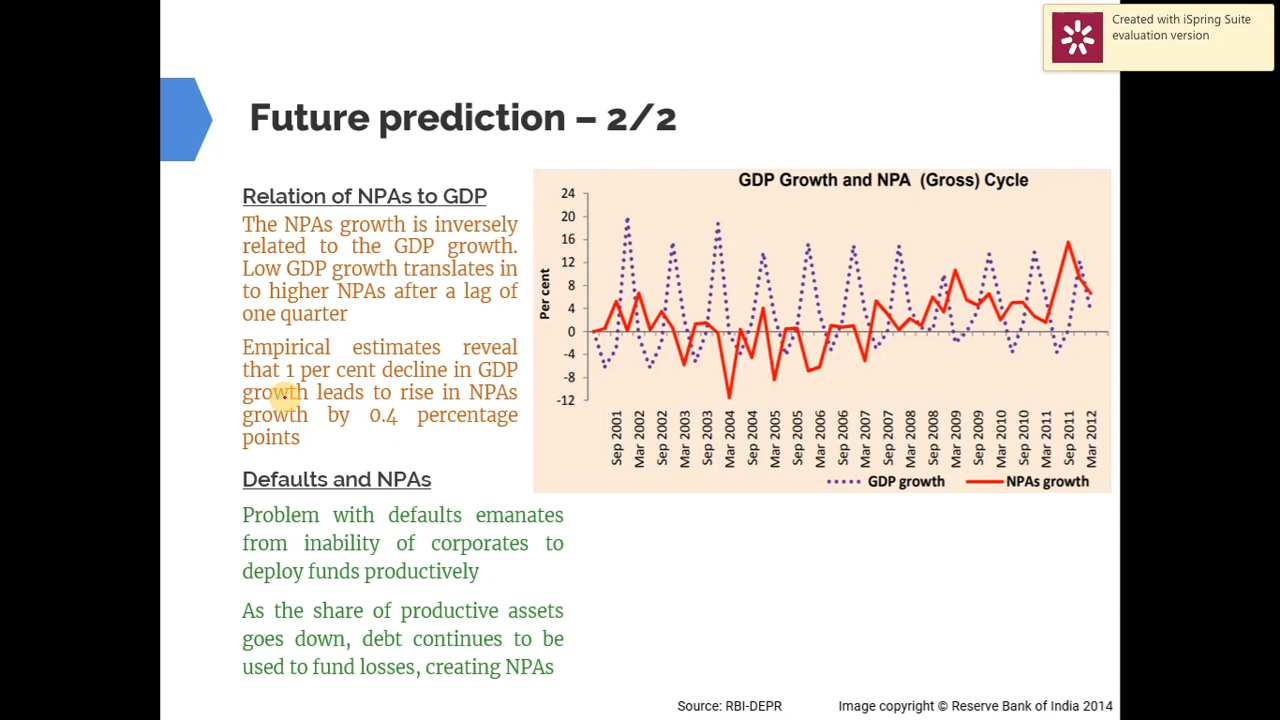 Created with iSpring Suite
evaluation version
Future prediction – 2/2
Relation of NPAs to GDP
The NPAs growth is inversely
related to the GDP growth.
Low GDP growth translates in
to higher NPAs after a lag of
one quarter
Empirical estimates reveal
that 1 per cent decline in GDP
growth leads to rise in NPAs
growth by 0.4 percentage
points
Defaults and NPAs
Problem with defaults emanates
from inability of corporates to
deploy funds productively
As the share of productive assets
goes down, debt continues to be
used to fund losses, creating NPAs
GDP Growth and NPA (Gross) Cycle
Per cent
24
20
16
12
8
4
0
-4
-8
-12
Sep 2001
Mar 2002
Sep 2002
Mar 2003
Sep 2003
Mar 2004
Sep 2004
Mar 2005
Sep 2005
Mar 2006
Sep 2006
Mar 2007
Sep 2007
Mar 2008
Sep 2008
Mar 2009
Sep 2009
Mar 2010
Sep 2010
Mar 2011
Sep 2011
Mar 2012
GDP growth
NPAs growth
Source: RBI-DEPR
Image copyright © Reserve Bank of India 2014